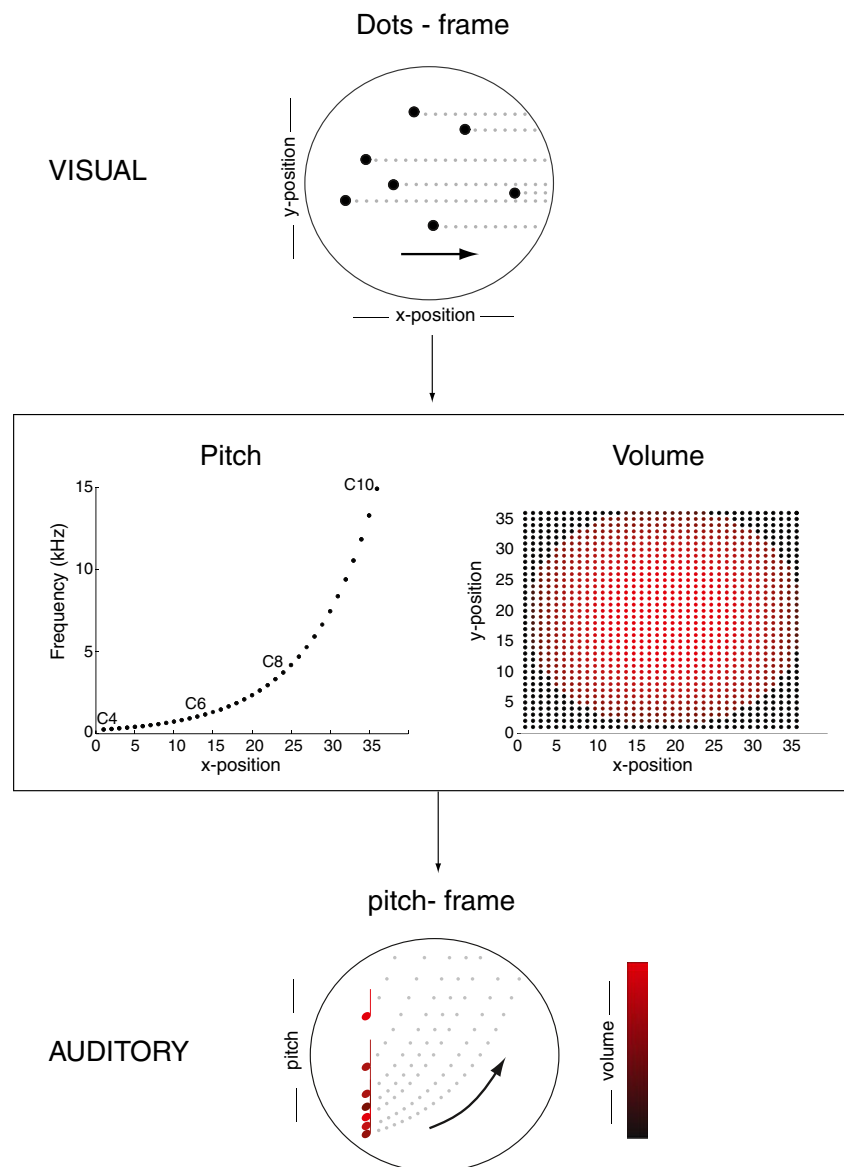 Dots - frame
VISUAL
y-position
x-position
Pitch
Volume
15
10
5
0
Frequency (kHz)
C4
C6
C8
C10
0 5 10 15 20 25 30 35
x-position
35
30
25
20
15
10
5
0
y-position
0 5 10 15 20 25 30 35
x-position
pitch- frame
AUDITORY
pitch
volume